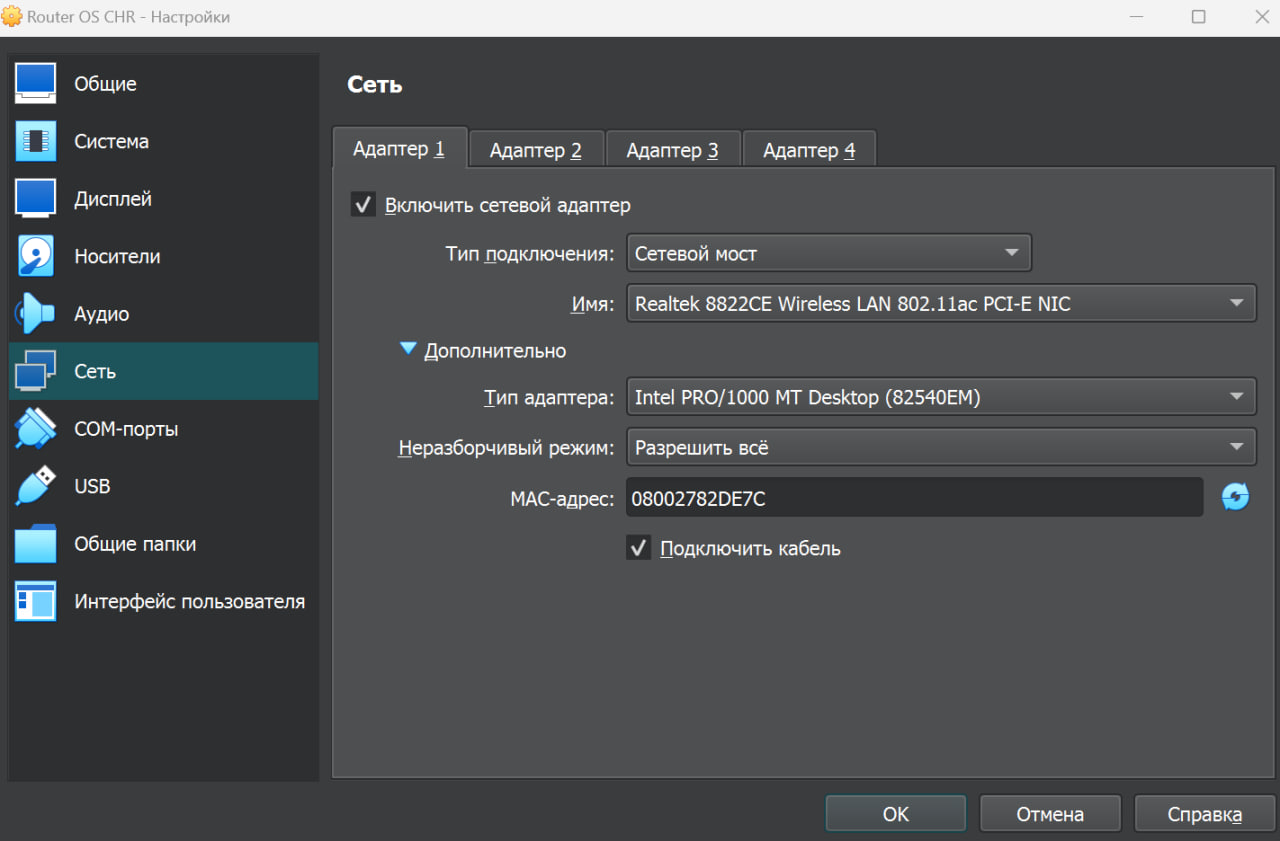 Router OS CHR - Настройки
Общие
Система
Дисплей
Носители
Аудио
Сеть
COM-порты
USB
Общие папки
Интерфейс пользователя
Сеть
Адаптер 1 Адаптер 2 Адаптер 3 Адаптер 4
Включить сетевой адаптер
Тип подключения: Сетевой мост
Имя: Realtek 8822CE Wireless LAN 802.11ac PCI-E NIC
Дополнительно
Тип адаптера: Intel PRO/1000 MT Desktop (82540EM)
Неразборчивый режим: Разрешить всё
MAC-адрес: 08002782DE7C
Подключить кабель
OK Отмена Справка